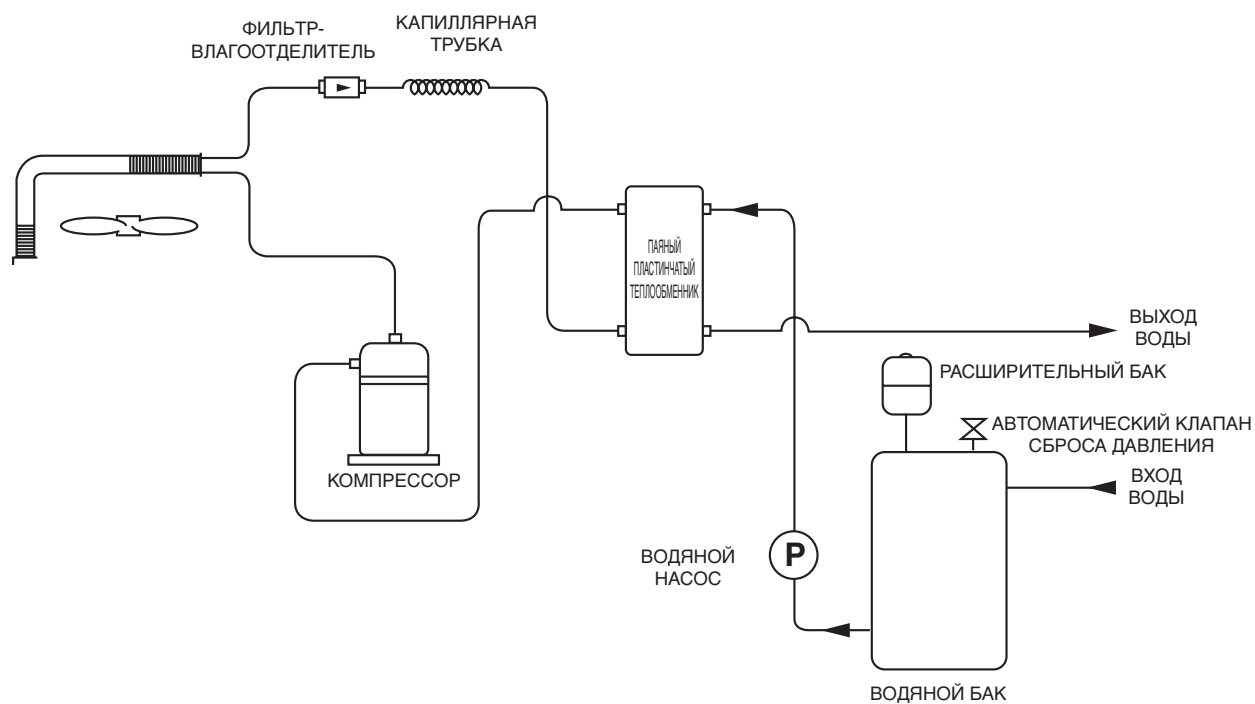 ФИЛЬТР-
ВЛАГООТДЕЛИТЕЛЬ
КАПИЛЛЯРНАЯ
ТРУБКА
ПАЯНЫЙ
ПЛАСТИНЧАТЫЙ
ТЕПЛООБМЕННИК
ВЫХОД
ВОДЫ
РАСШИРИТЕЛЬНЫЙ БАК
АВТОМАТИЧЕСКИЙ КЛАПАН
СБРОСА ДАВЛЕНИЯ
КОМПРЕССОР
ВХОД
ВОДЫ
ВОДЯНОЙ
НАСОС
P
ВОДЯНОЙ БАК